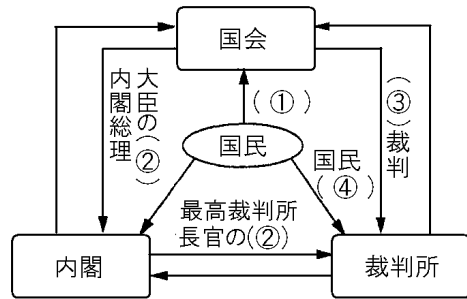 国会
内閣総理
大臣の(②)
(①)
(③)裁判
国民
国民
(④)
最高裁判所
長官の(②)
内閣
裁判所